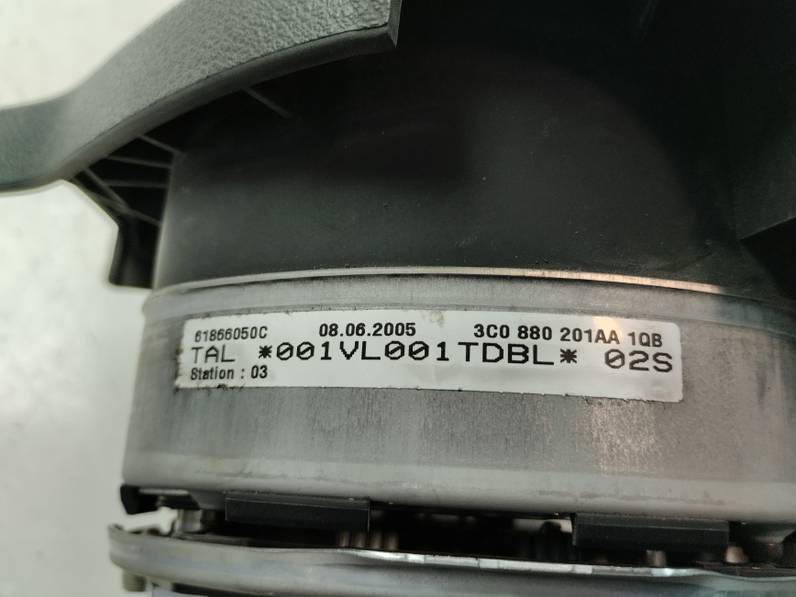 61866050C 08.06.2005 3C0 880 201AA 1QB
TAL *001VL001TDBL* 02S
Station : 03